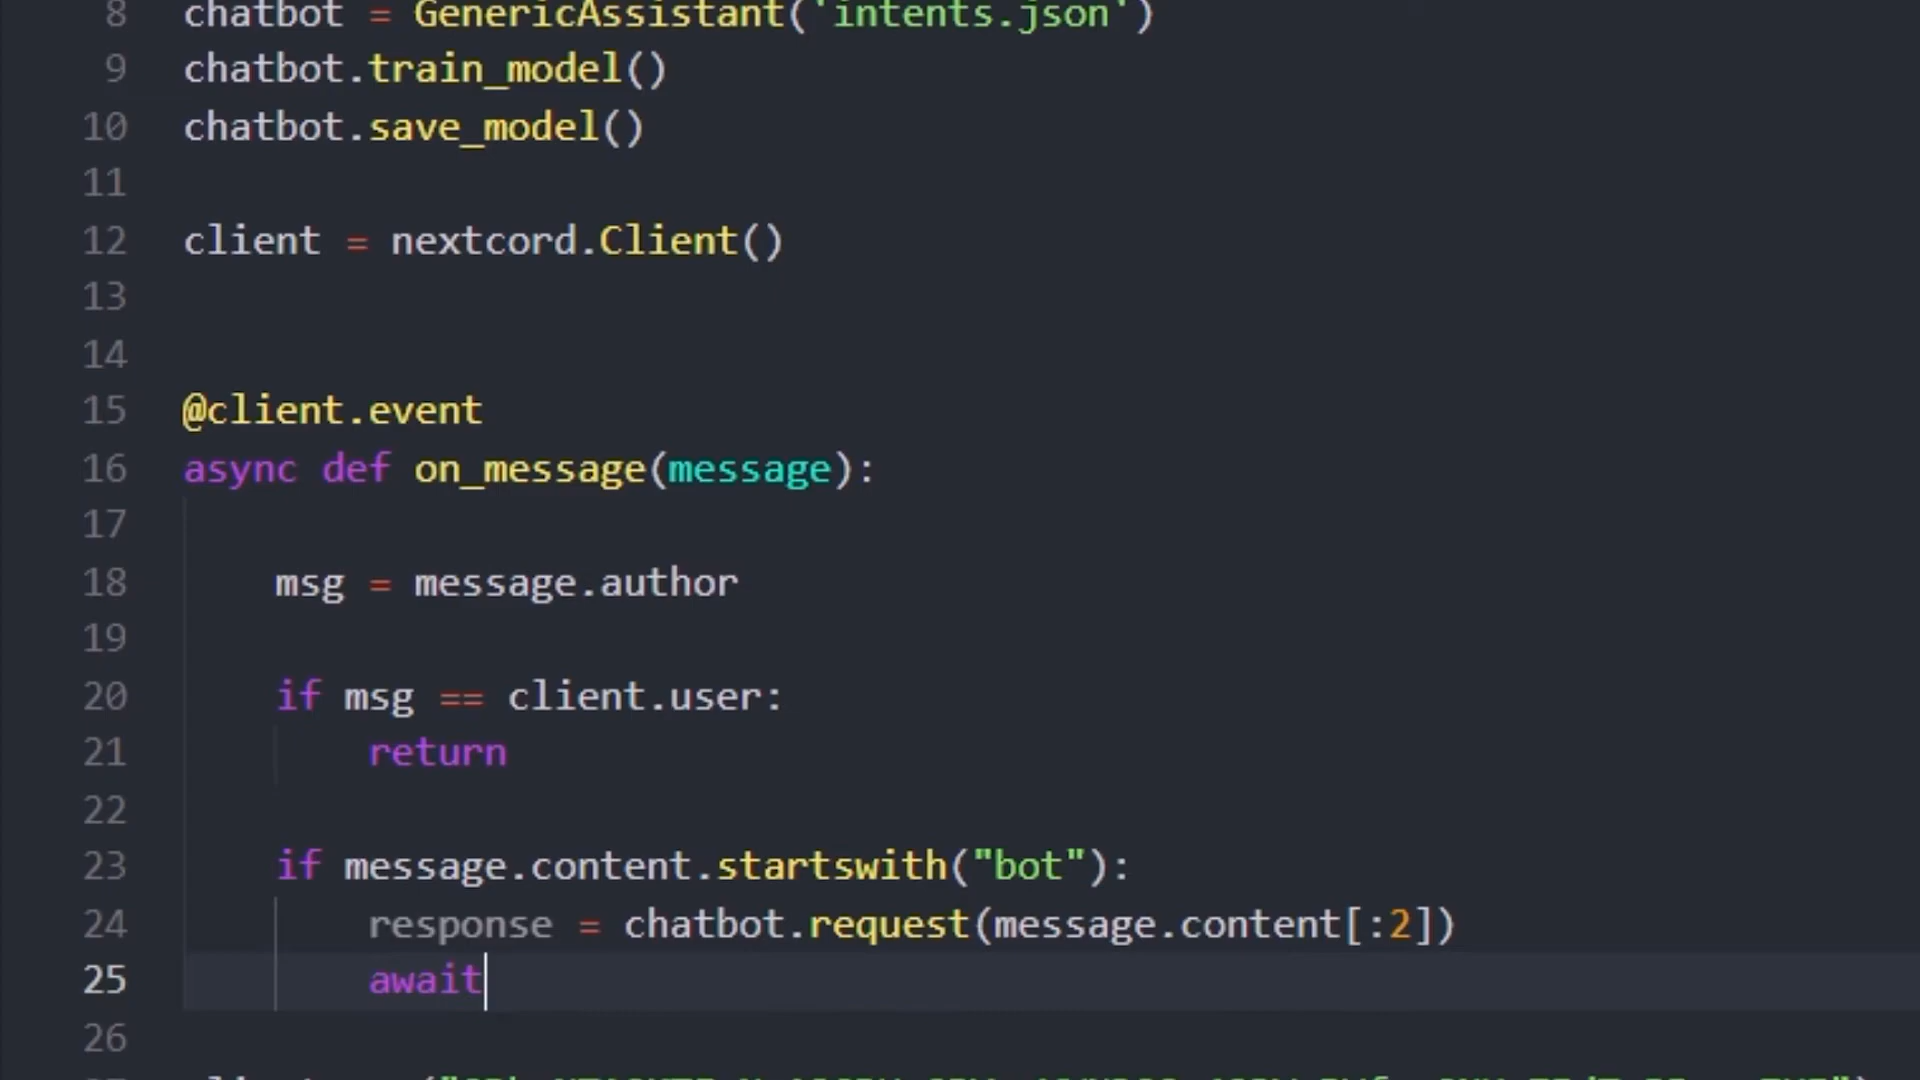 8 chatbot = GenericAssistant('intents.json')
9 chatbot.train_model()
10 chatbot.save_model()
11
12 client = nextcord.Client()
13
14
15 @client.event
16 async def on_message(message):
17
18 msg = message.author
19
20 if msg == client.user:
21 return
22
23 if message.content.startswith("bot"):
24 response = chatbot.request(message.content[:2])
25 await
26